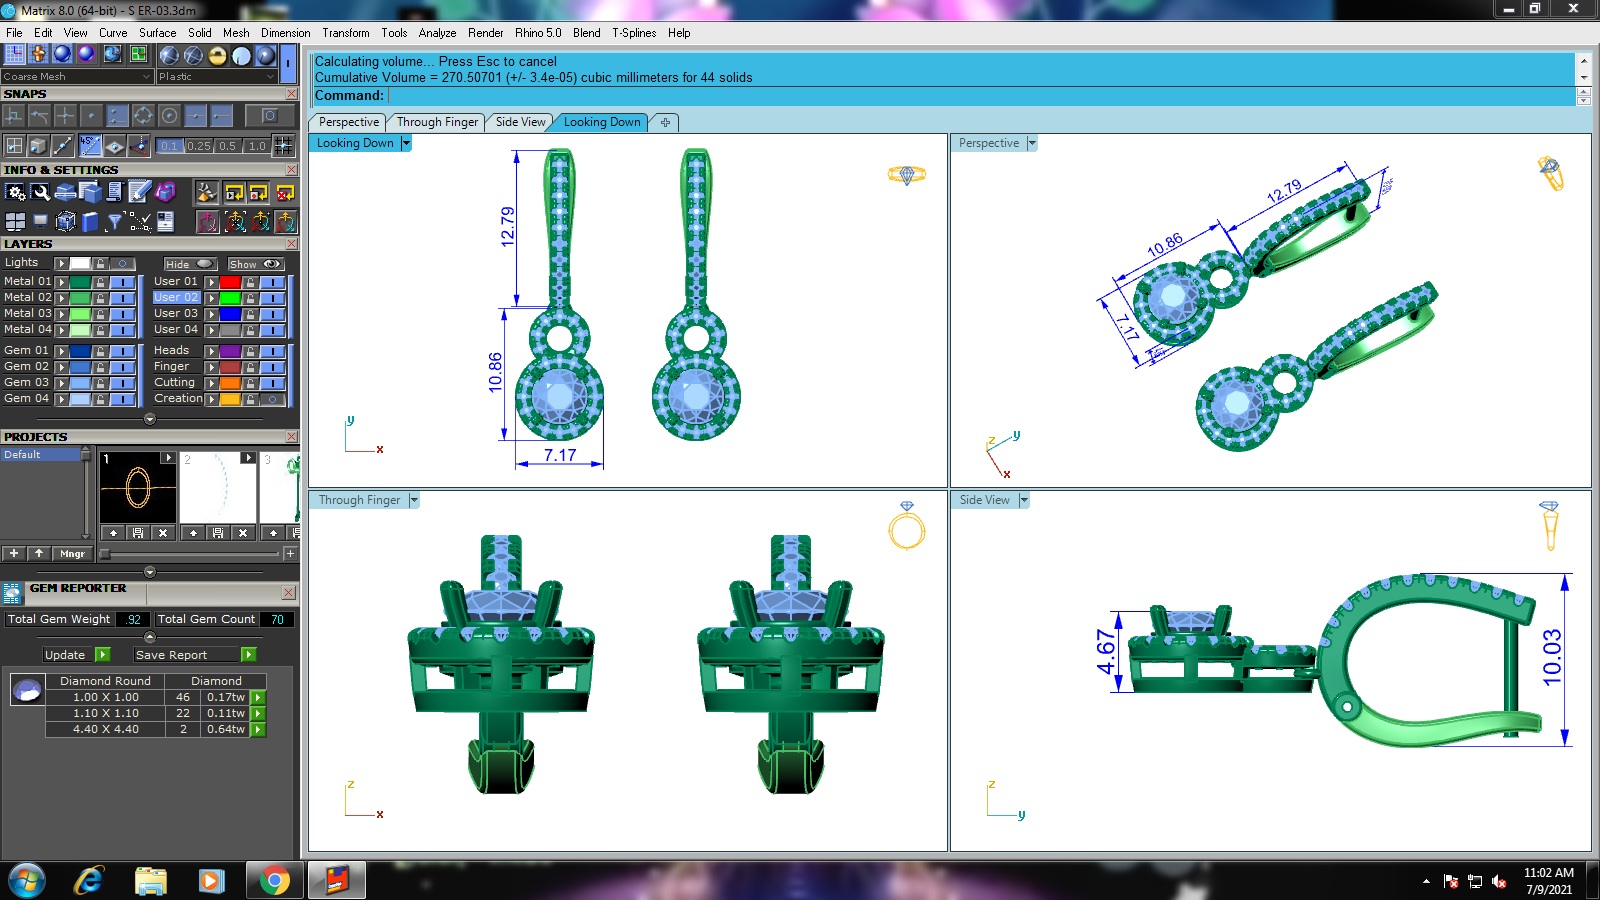 Matrix 8.0 (64-bit) - S ER-03.3dm
File Edit View Curve Surface Solid Mesh Dimension Transform Tools Analyze Render Rhino 5.0 Blend T-Splines Help
Coarse Mesh Plastic
Calculating volume... Press Esc to cancel
Cumulative Volume = 270.50701 (+/- 3.4e-05) cubic millimeters for 44 solids
Command:
SNAPS
45°
0.1 0.25 0.5 1.0
INFO & SETTINGS
LAYERS
Lights Hide Show
Metal 01 User 01
Metal 02 User 02
Metal 03 User 03
Metal 04 User 04
Gem 01 Heads
Gem 02 Finger
Gem 03 Cutting
Gem 04 Creation
PROJECTS
Default
1 2 3
Mngr
GEM REPORTER
Total Gem Weight .92 Total Gem Count 70
Update Save Report
Diamond Round Diamond
1.00 X 1.00 46 0.17tw
1.10 X 1.10 22 0.11tw
4.40 X 4.40 2 0.64tw
Perspective Through Finger Side View Looking Down
Looking Down
12.79
10.86
7.17
y
x
Perspective
12.79
10.86
7.17
z
y
x
Through Finger
z
x
Side View
4.67
10.03
z
y
11:02 AM
7/9/2021